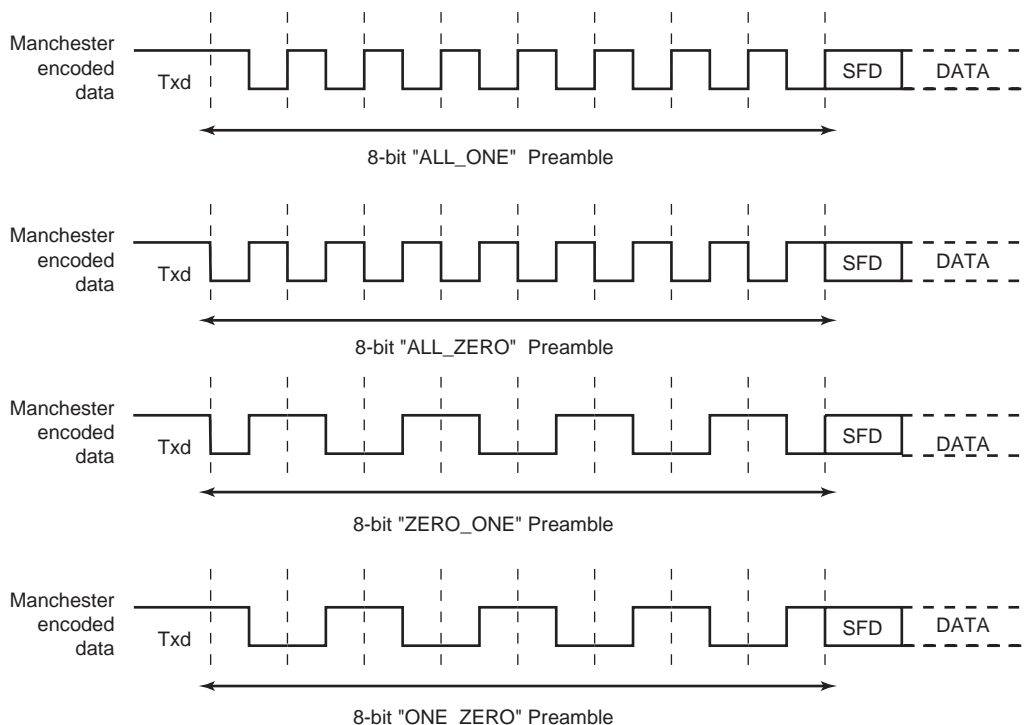 Manchester
encoded
data
Txd
SFD
DATA
8-bit "ALL_ONE" Preamble
Manchester
encoded
data
Txd
SFD
DATA
8-bit "ALL_ZERO" Preamble
Manchester
encoded
data
Txd
SFD
DATA
8-bit "ZERO_ONE" Preamble
Manchester
encoded
data
Txd
SFD
DATA
8-bit "ONE_ZERO" Preamble